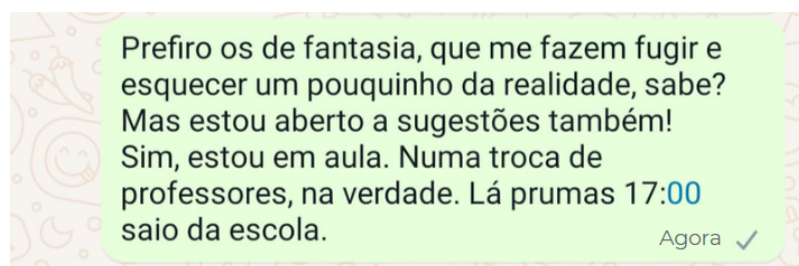 Prefiro os de fantasia, que me fazem fugir e
esquecer um pouquinho da realidade, sabe?
Mas estou aberto a sugestões também!
Sim, estou em aula. Numa troca de
professores, na verdade. Lá prumas 17:00
saio da escola.
Agora